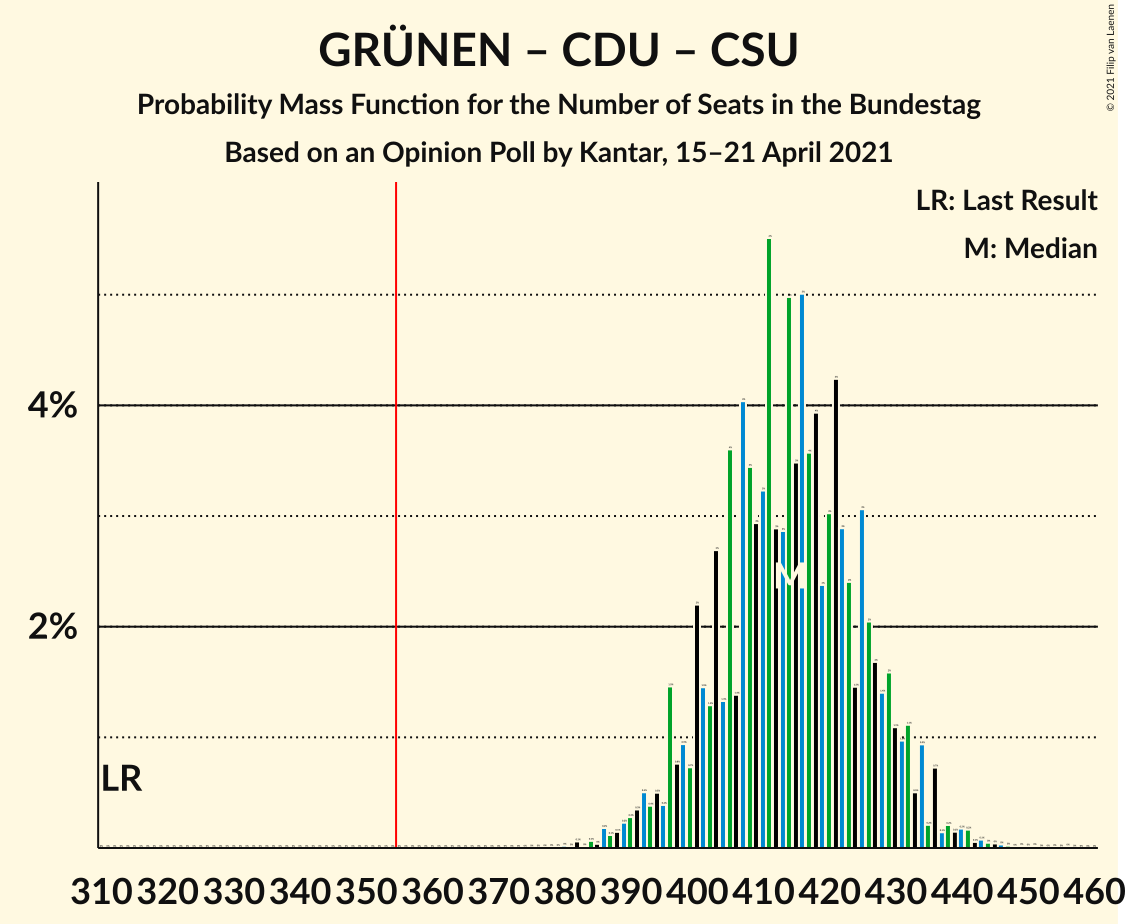 GRÜNEN – CDU – CSU
Probability Mass Function for the Number of Seats in the Bundestag
Based on an Opinion Poll by Kantar, 15–21 April 2021
© 2021 Filip van Laenen
LR: Last Result
M: Median
4%
2%
LR
M
310 320 330 340 350 360 370 380 390 400 410 420 430 440 450 460